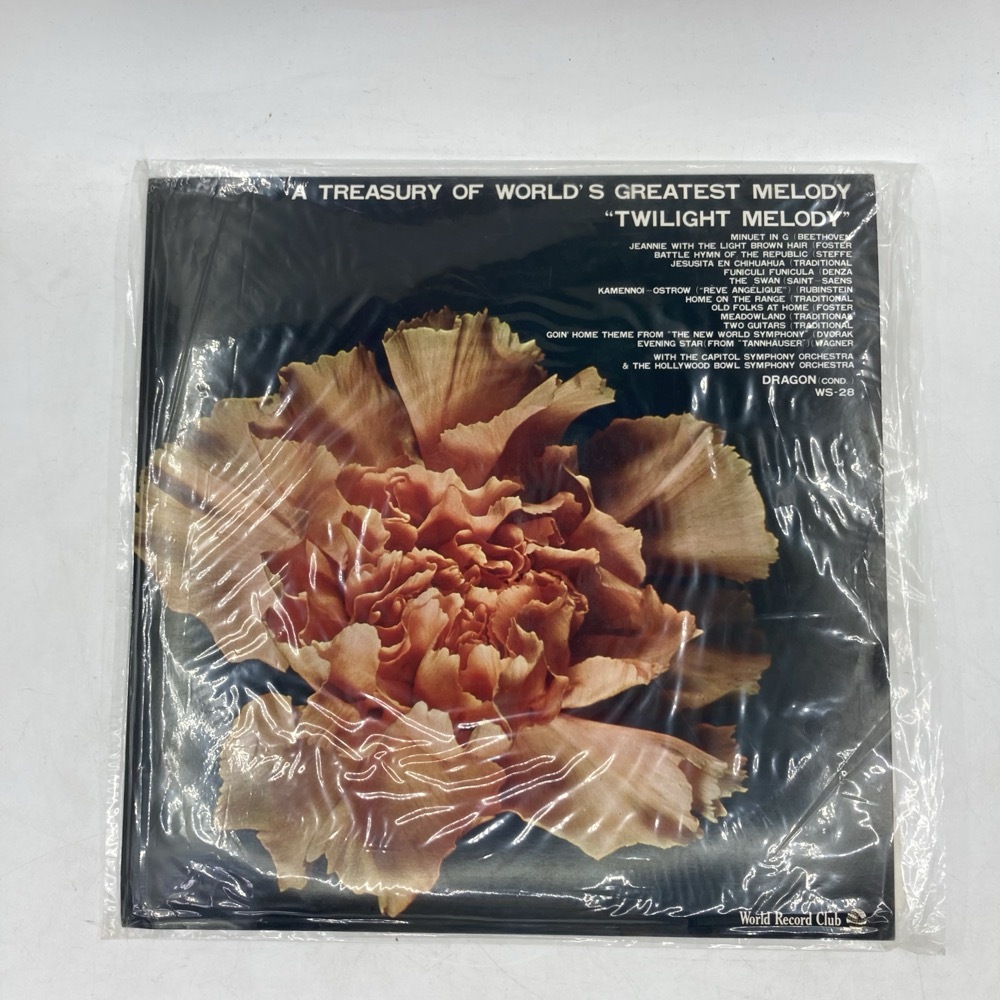 A TREASURY OF WORLD'S GREATEST MELODY
"TWILIGHT MELODY"
MINUET IN G (BEETHOVEN
JEANNIE WITH THE LIGHT BROWN HAIR (FOSTER
BATTLE HYMN OF THE REPUBLIC (STEFFE
JESUSITA EN CHIHUAHUA (TRADITIONAL
FUNICULI FUNICULA (DENZA
THE SWAN (SAINT-SAENS
KAMENNOI-OSTROW ("RÊVE ANGELIQUE") (RUBINSTEIN
HOME ON THE RANGE (TRADITIONAL
OLD FOLKS AT HOME (FOSTER
MEADOWLAND (TRADITIONAL
TWO GUITARS (TRADITIONAL
GOIN' HOME THEME FROM "THE NEW WORLD SYMPHONY" (DVORAK
EVENING STAR (FROM "TANNHÄUSER") (WAGNER
WITH THE CAPITOL SYMPHONY ORCHESTRA
& THE HOLLYWOOD BOWL SYMPHONY ORCHESTRA
DRAGON (COND.)
WS-28
World Record Club